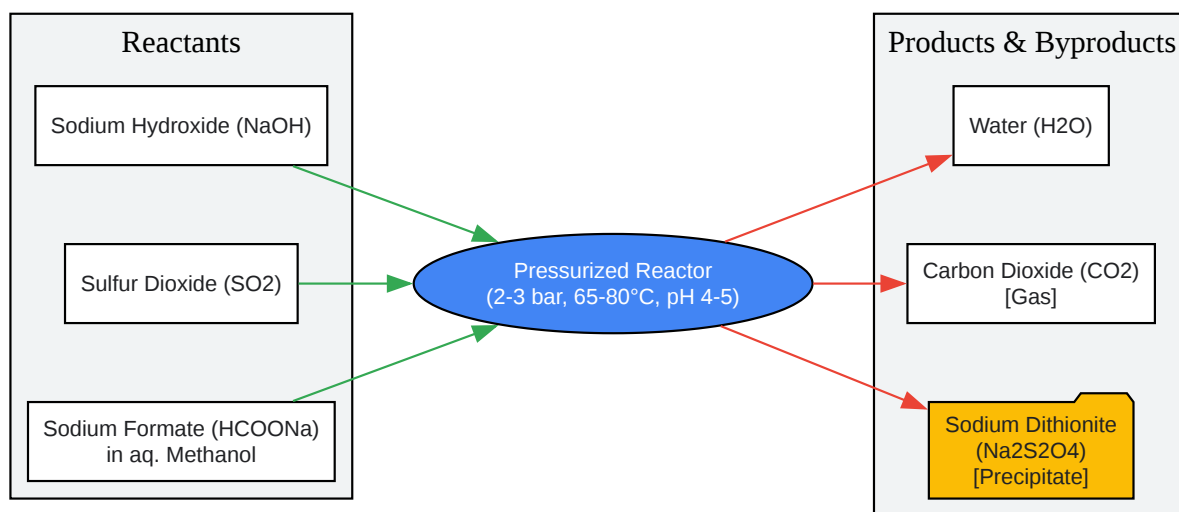 Reactants
Sodium Hydroxide (NaOH)
Sulfur Dioxide (SO2)
Sodium Formate (HCOONa)
in aq. Methanol
Pressurized Reactor
(2-3 bar, 65-80°C, pH 4-5)
Products & Byproducts
Water (H2O)
Carbon Dioxide (CO2)
[Gas]
Sodium Dithionite
(Na2S2O4)
[Precipitate]